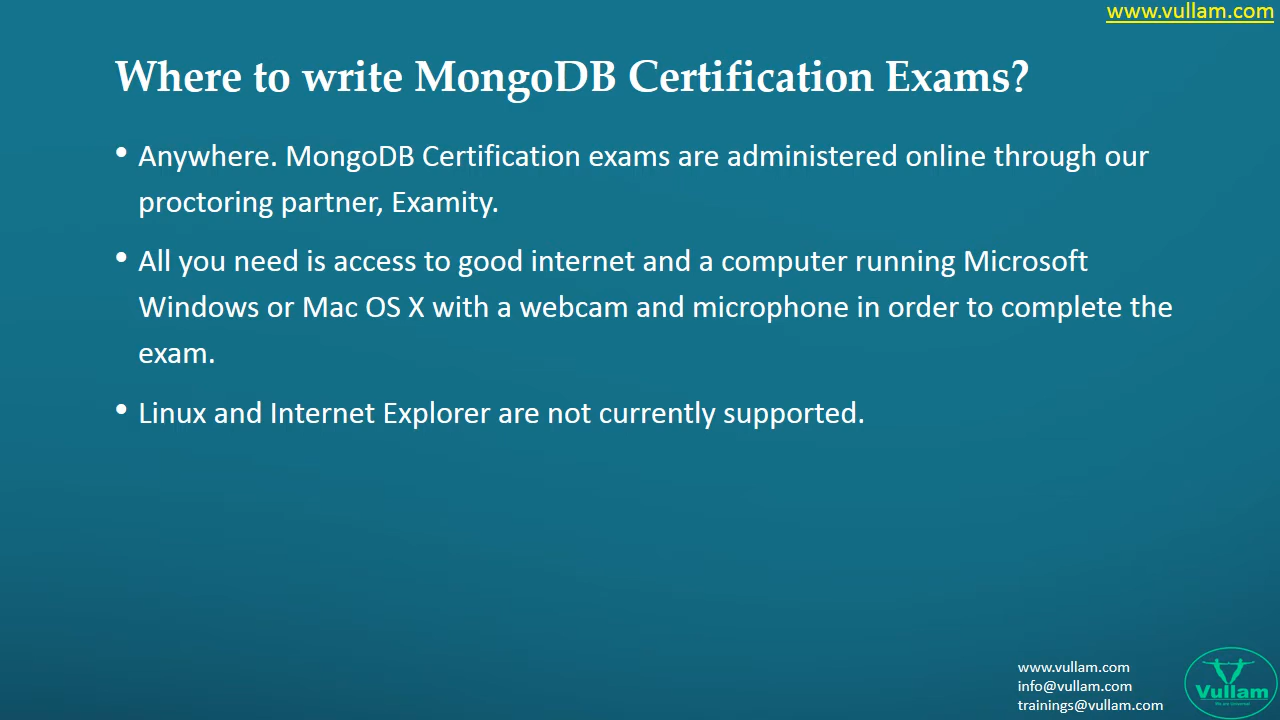 www.vullam.com
Where to write MongoDB Certification Exams?
• Anywhere. MongoDB Certification exams are administered online through our
proctoring partner, Examity.
• All you need is access to good internet and a computer running Microsoft
Windows or Mac OS X with a webcam and microphone in order to complete the
exam.
• Linux and Internet Explorer are not currently supported.
www.vullam.com
info@vullam.com
trainings@vullam.com
Vullam
We are Universal